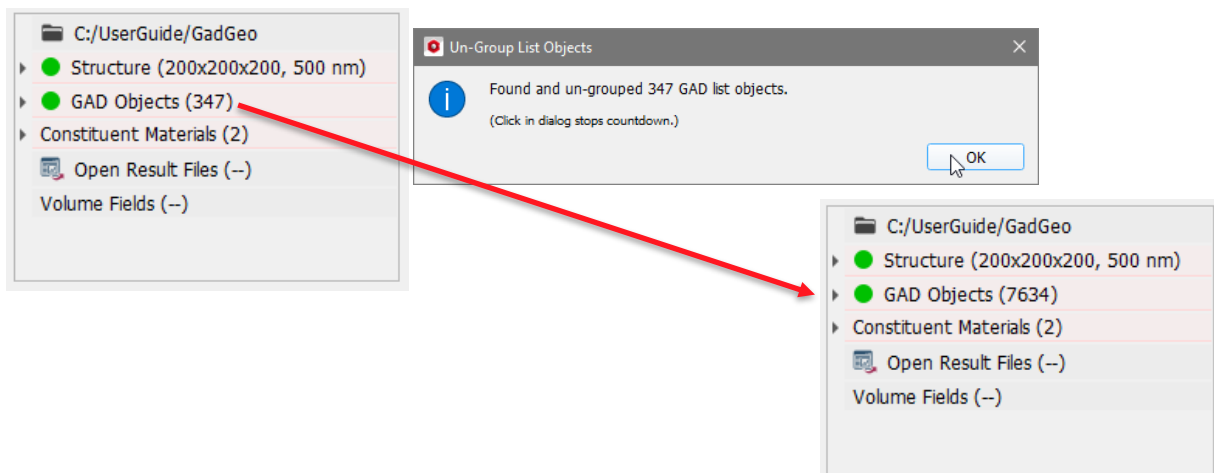 C:/UserGuide/GadGeo
Structure (200x200x200, 500 nm)
GAD Objects (347)
Constituent Materials (2)
Open Result Files (--)
Volume Fields (--)
Un-Group List Objects
Found and un-grouped 347 GAD list objects.
(Click in dialog stops countdown.)
OK
C:/UserGuide/GadGeo
Structure (200x200x200, 500 nm)
GAD Objects (7634)
Constituent Materials (2)
Open Result Files (--)
Volume Fields (--)